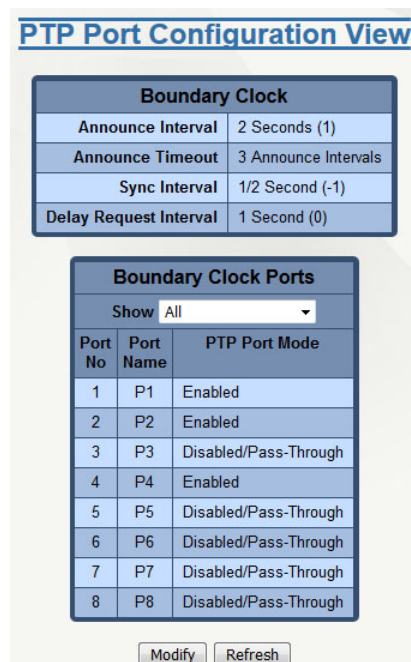 PTP Port Configuration View
Boundary Clock
Announce Interval 2 Seconds (1)
Announce Timeout 3 Announce Intervals
Sync Interval 1/2 Second (-1)
Delay Request Interval 1 Second (0)
Boundary Clock Ports
Show All
Port No Port Name PTP Port Mode
1 P1 Enabled
2 P2 Enabled
3 P3 Disabled/Pass-Through
4 P4 Enabled
5 P5 Disabled/Pass-Through
6 P6 Disabled/Pass-Through
7 P7 Disabled/Pass-Through
8 P8 Disabled/Pass-Through
Modify Refresh